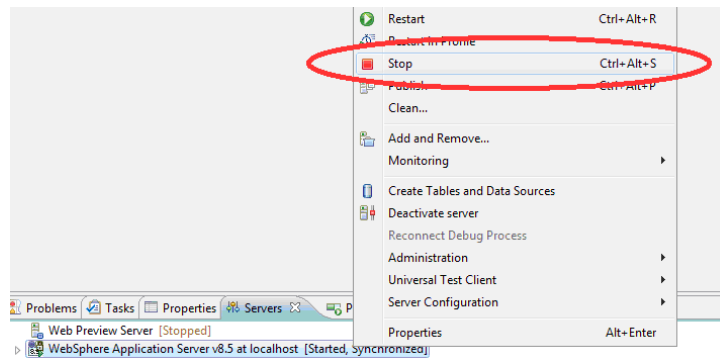 Restart Ctrl+Alt+R
Restart in Profile
Stop Ctrl+Alt+S
Publish Ctrl+Alt+P
Clean...
Add and Remove...
Monitoring
Create Tables and Data Sources
Deactivate server
Reconnect Debug Process
Administration
Universal Test Client
Server Configuration
Properties Alt+Enter
Problems Tasks Properties Servers P
Web Preview Server [Stopped]
WebSphere Application Server v8.5 at localhost [Started, Synchronized]